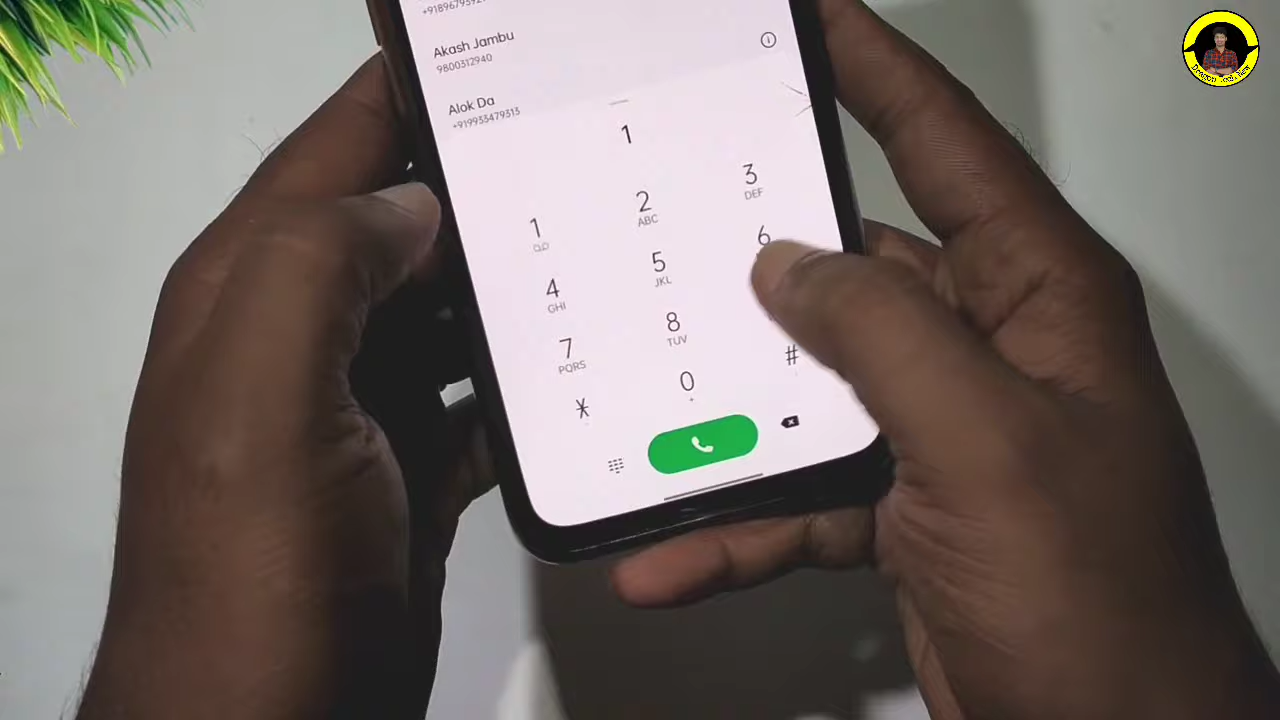 Akash Jambu
9800312940
Alok Da
+919933479313
1
1
2 ABC
3 DEF
4 GHI
5 JKL
6
7 PQRS
8 TUV
*
0
#